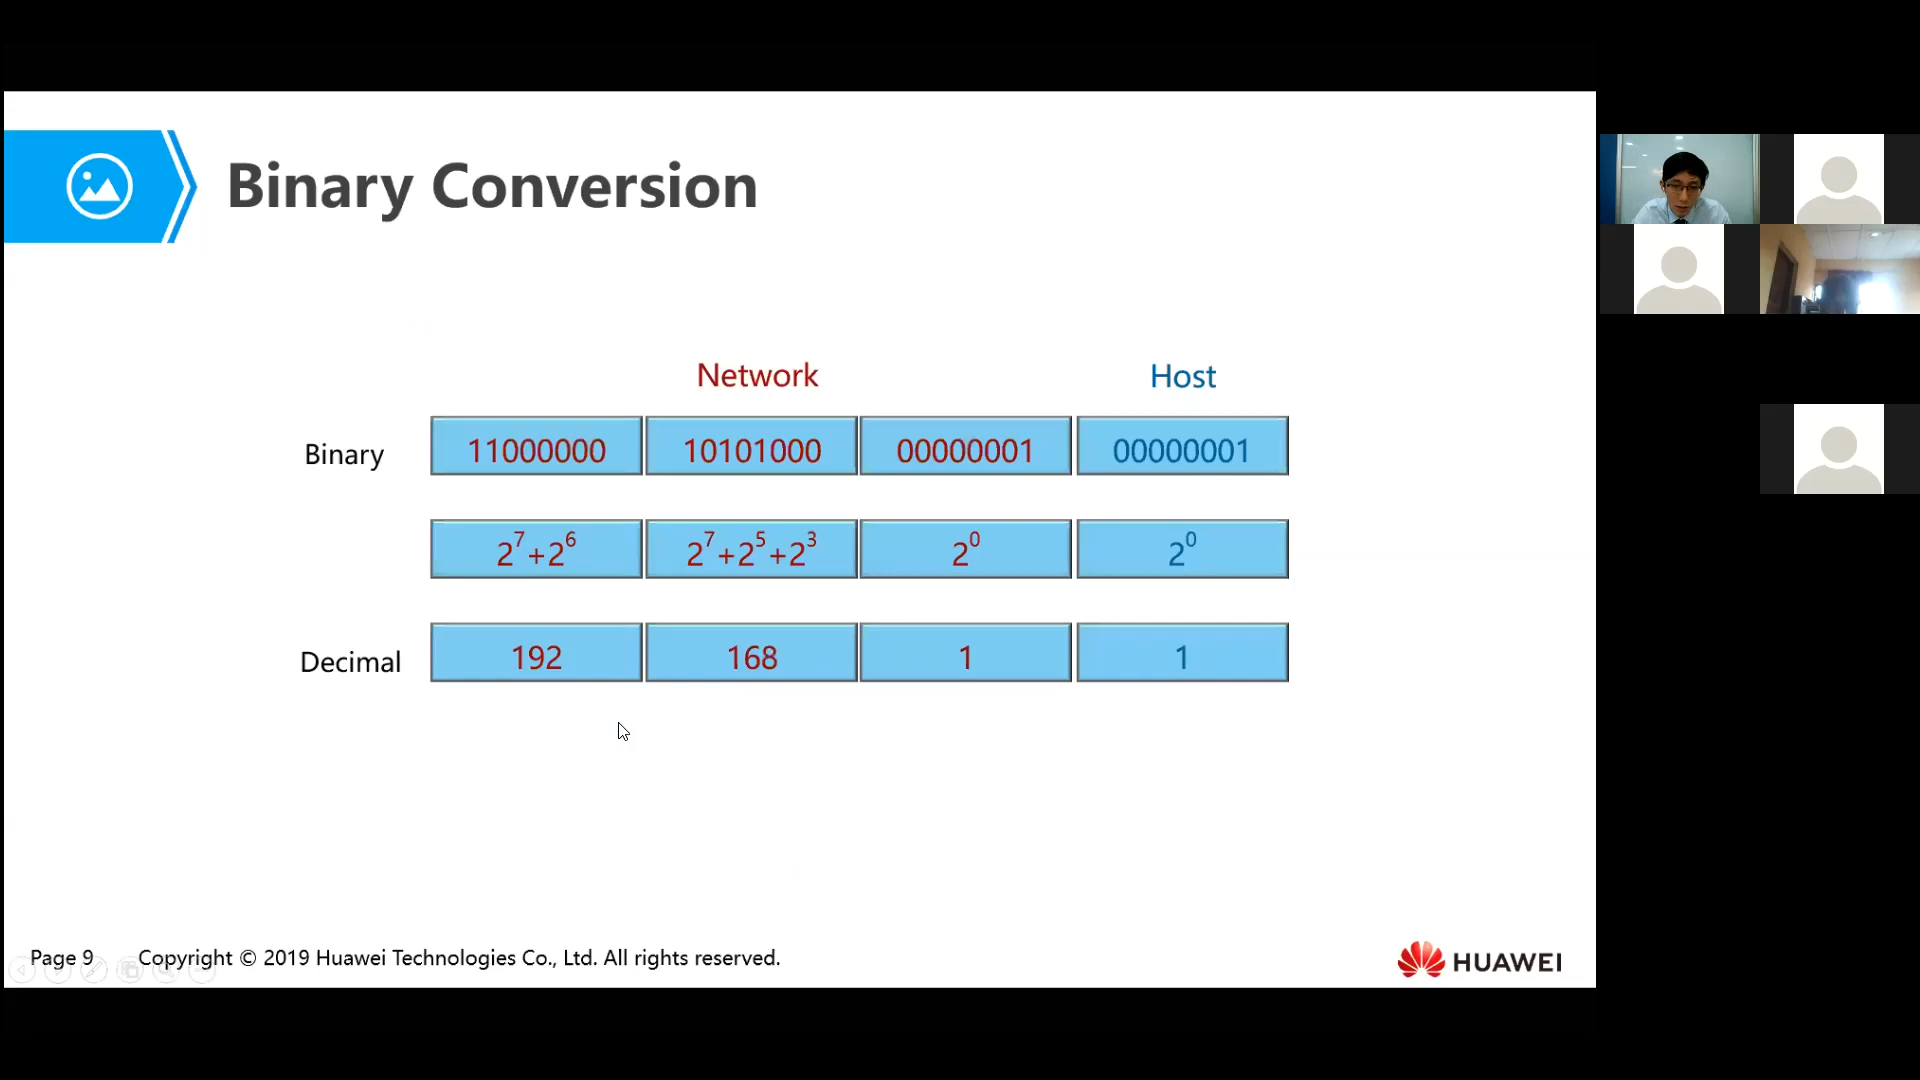 Binary Conversion
Network Host
Binary 11000000 10101000 00000001 00000001
2⁷+2⁶ 2⁷+2⁵+2³ 2⁰ 2⁰
Decimal 192 168 1 1
Page 9 Copyright © 2019 Huawei Technologies Co., Ltd. All rights reserved.
HUAWEI